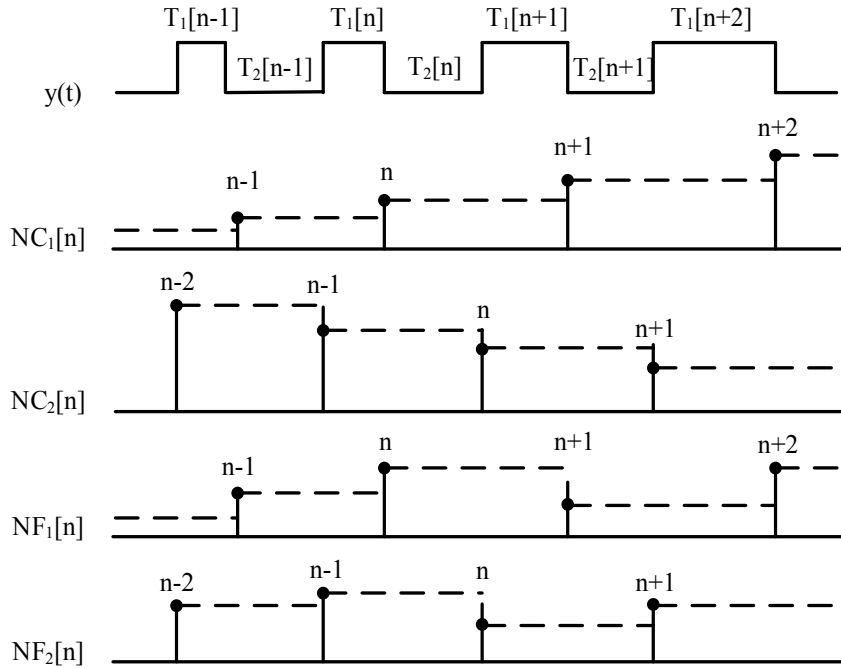 T₁[n-1] T₁[n] T₁[n+1] T₁[n+2]
T₂[n-1] T₂[n] T₂[n+1]
y(t)
n-1 n n+1 n+2
NC₁[n]
n-2 n-1 n n+1
NC₂[n]
n-1 n n+1 n+2
NF₁[n]
n-2 n-1 n n+1
NF₂[n]